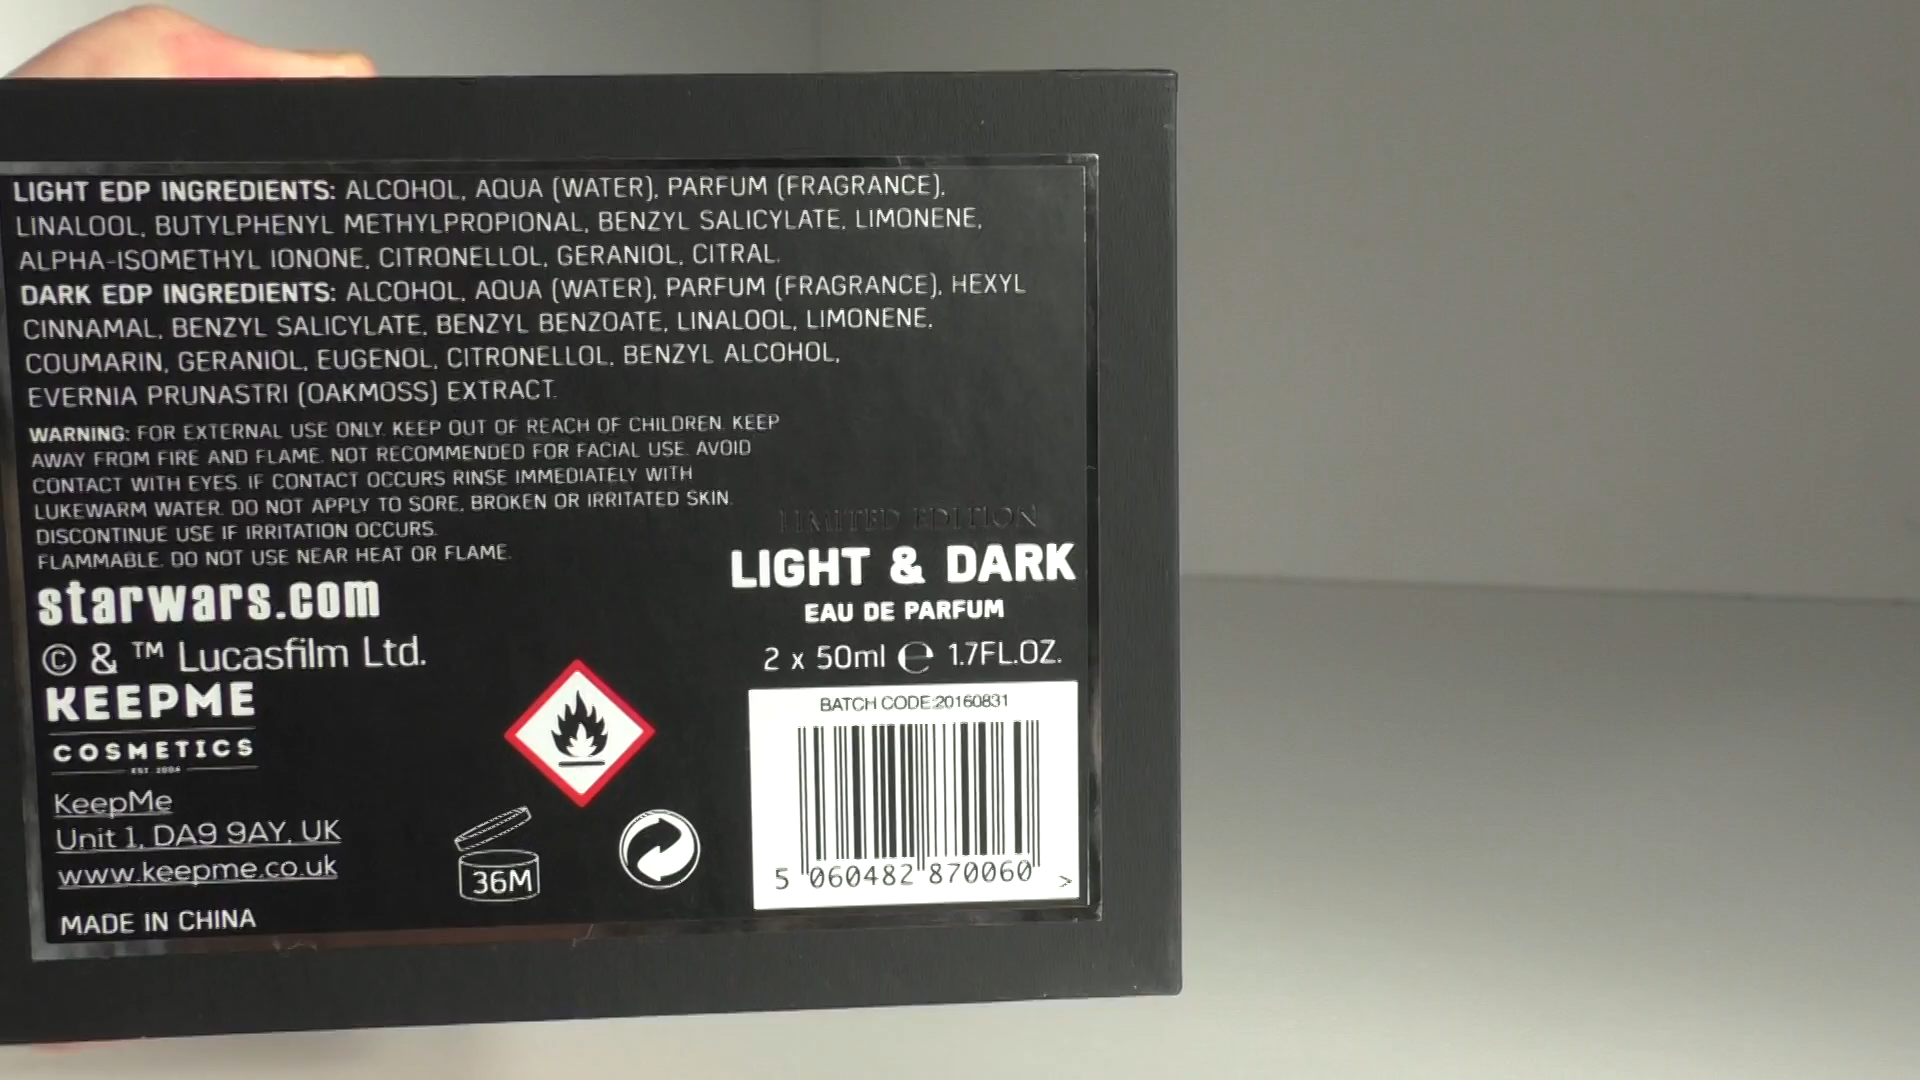 LIGHT EDP INGREDIENTS: ALCOHOL, AQUA (WATER), PARFUM (FRAGRANCE),
LINALOOL, BUTYLPHENYL METHYLPROPIONAL, BENZYL SALICYLATE, LIMONENE,
ALPHA-ISOMETHYL IONONE, CITRONELLOL, GERANIOL, CITRAL.
DARK EDP INGREDIENTS: ALCOHOL, AQUA (WATER), PARFUM (FRAGRANCE), HEXYL
CINNAMAL, BENZYL SALICYLATE, BENZYL BENZOATE, LINALOOL, LIMONENE,
COUMARIN, GERANIOL, EUGENOL, CITRONELLOL, BENZYL ALCOHOL,
EVERNIA PRUNASTRI (OAKMOSS) EXTRACT.
WARNING: FOR EXTERNAL USE ONLY. KEEP OUT OF REACH OF CHILDREN. KEEP
AWAY FROM FIRE AND FLAME. NOT RECOMMENDED FOR FACIAL USE. AVOID
CONTACT WITH EYES. IF CONTACT OCCURS RINSE IMMEDIATELY WITH
LUKEWARM WATER. DO NOT APPLY TO SORE, BROKEN OR IRRITATED SKIN.
DISCONTINUE USE IF IRRITATION OCCURS.
FLAMMABLE. DO NOT USE NEAR HEAT OR FLAME.
starwars.com
© & ™ Lucasfilm Ltd.
KEEPME
COSMETICS
EST 2004
KeepMe
Unit 1, DA9 9AY, UK
www.keepme.co.uk
MADE IN CHINA
36M
LIMITED EDITION
LIGHT & DARK
EAU DE PARFUM
2 x 50ml ℮ 1.7FL.OZ.
BATCH CODE:20160831
5 060482 870060 >